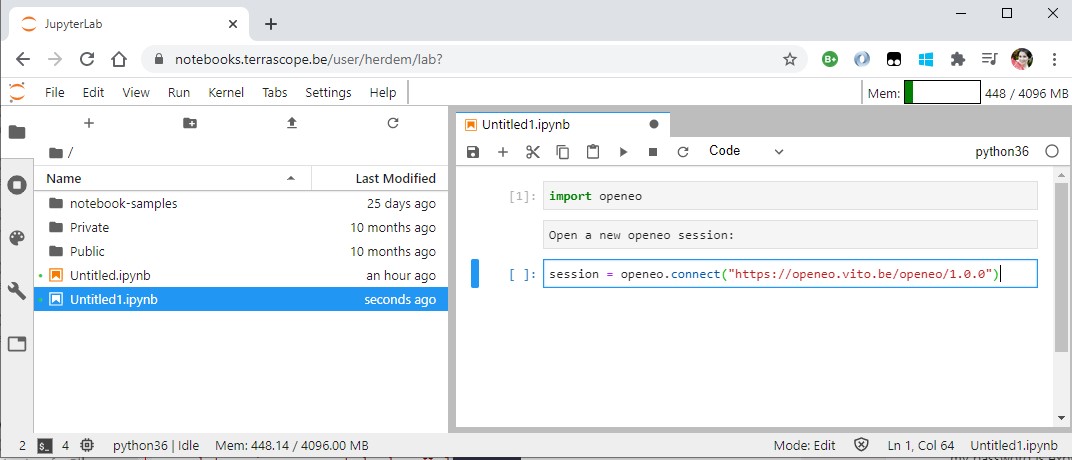 JupyterLab
notebooks.terrascope.be/user/herdem/lab?
B+
File Edit View Run Kernel Tabs Settings Help
Mem: 448 / 4096 MB
Untitled1.ipynb
/
Code python36
Name Last Modified
notebook-samples 25 days ago
Private 10 months ago
Public 10 months ago
Untitled.ipynb an hour ago
Untitled1.ipynb seconds ago
[1]: import openeo
Open a new openeo session:
[ ]: session = openeo.connect("https://openeo.vito.be/openeo/1.0.0")
2 $_ 4 python36 | Idle Mem: 448.14 / 4096.00 MB Mode: Edit Ln 1, Col 64 Untitled1.ipynb